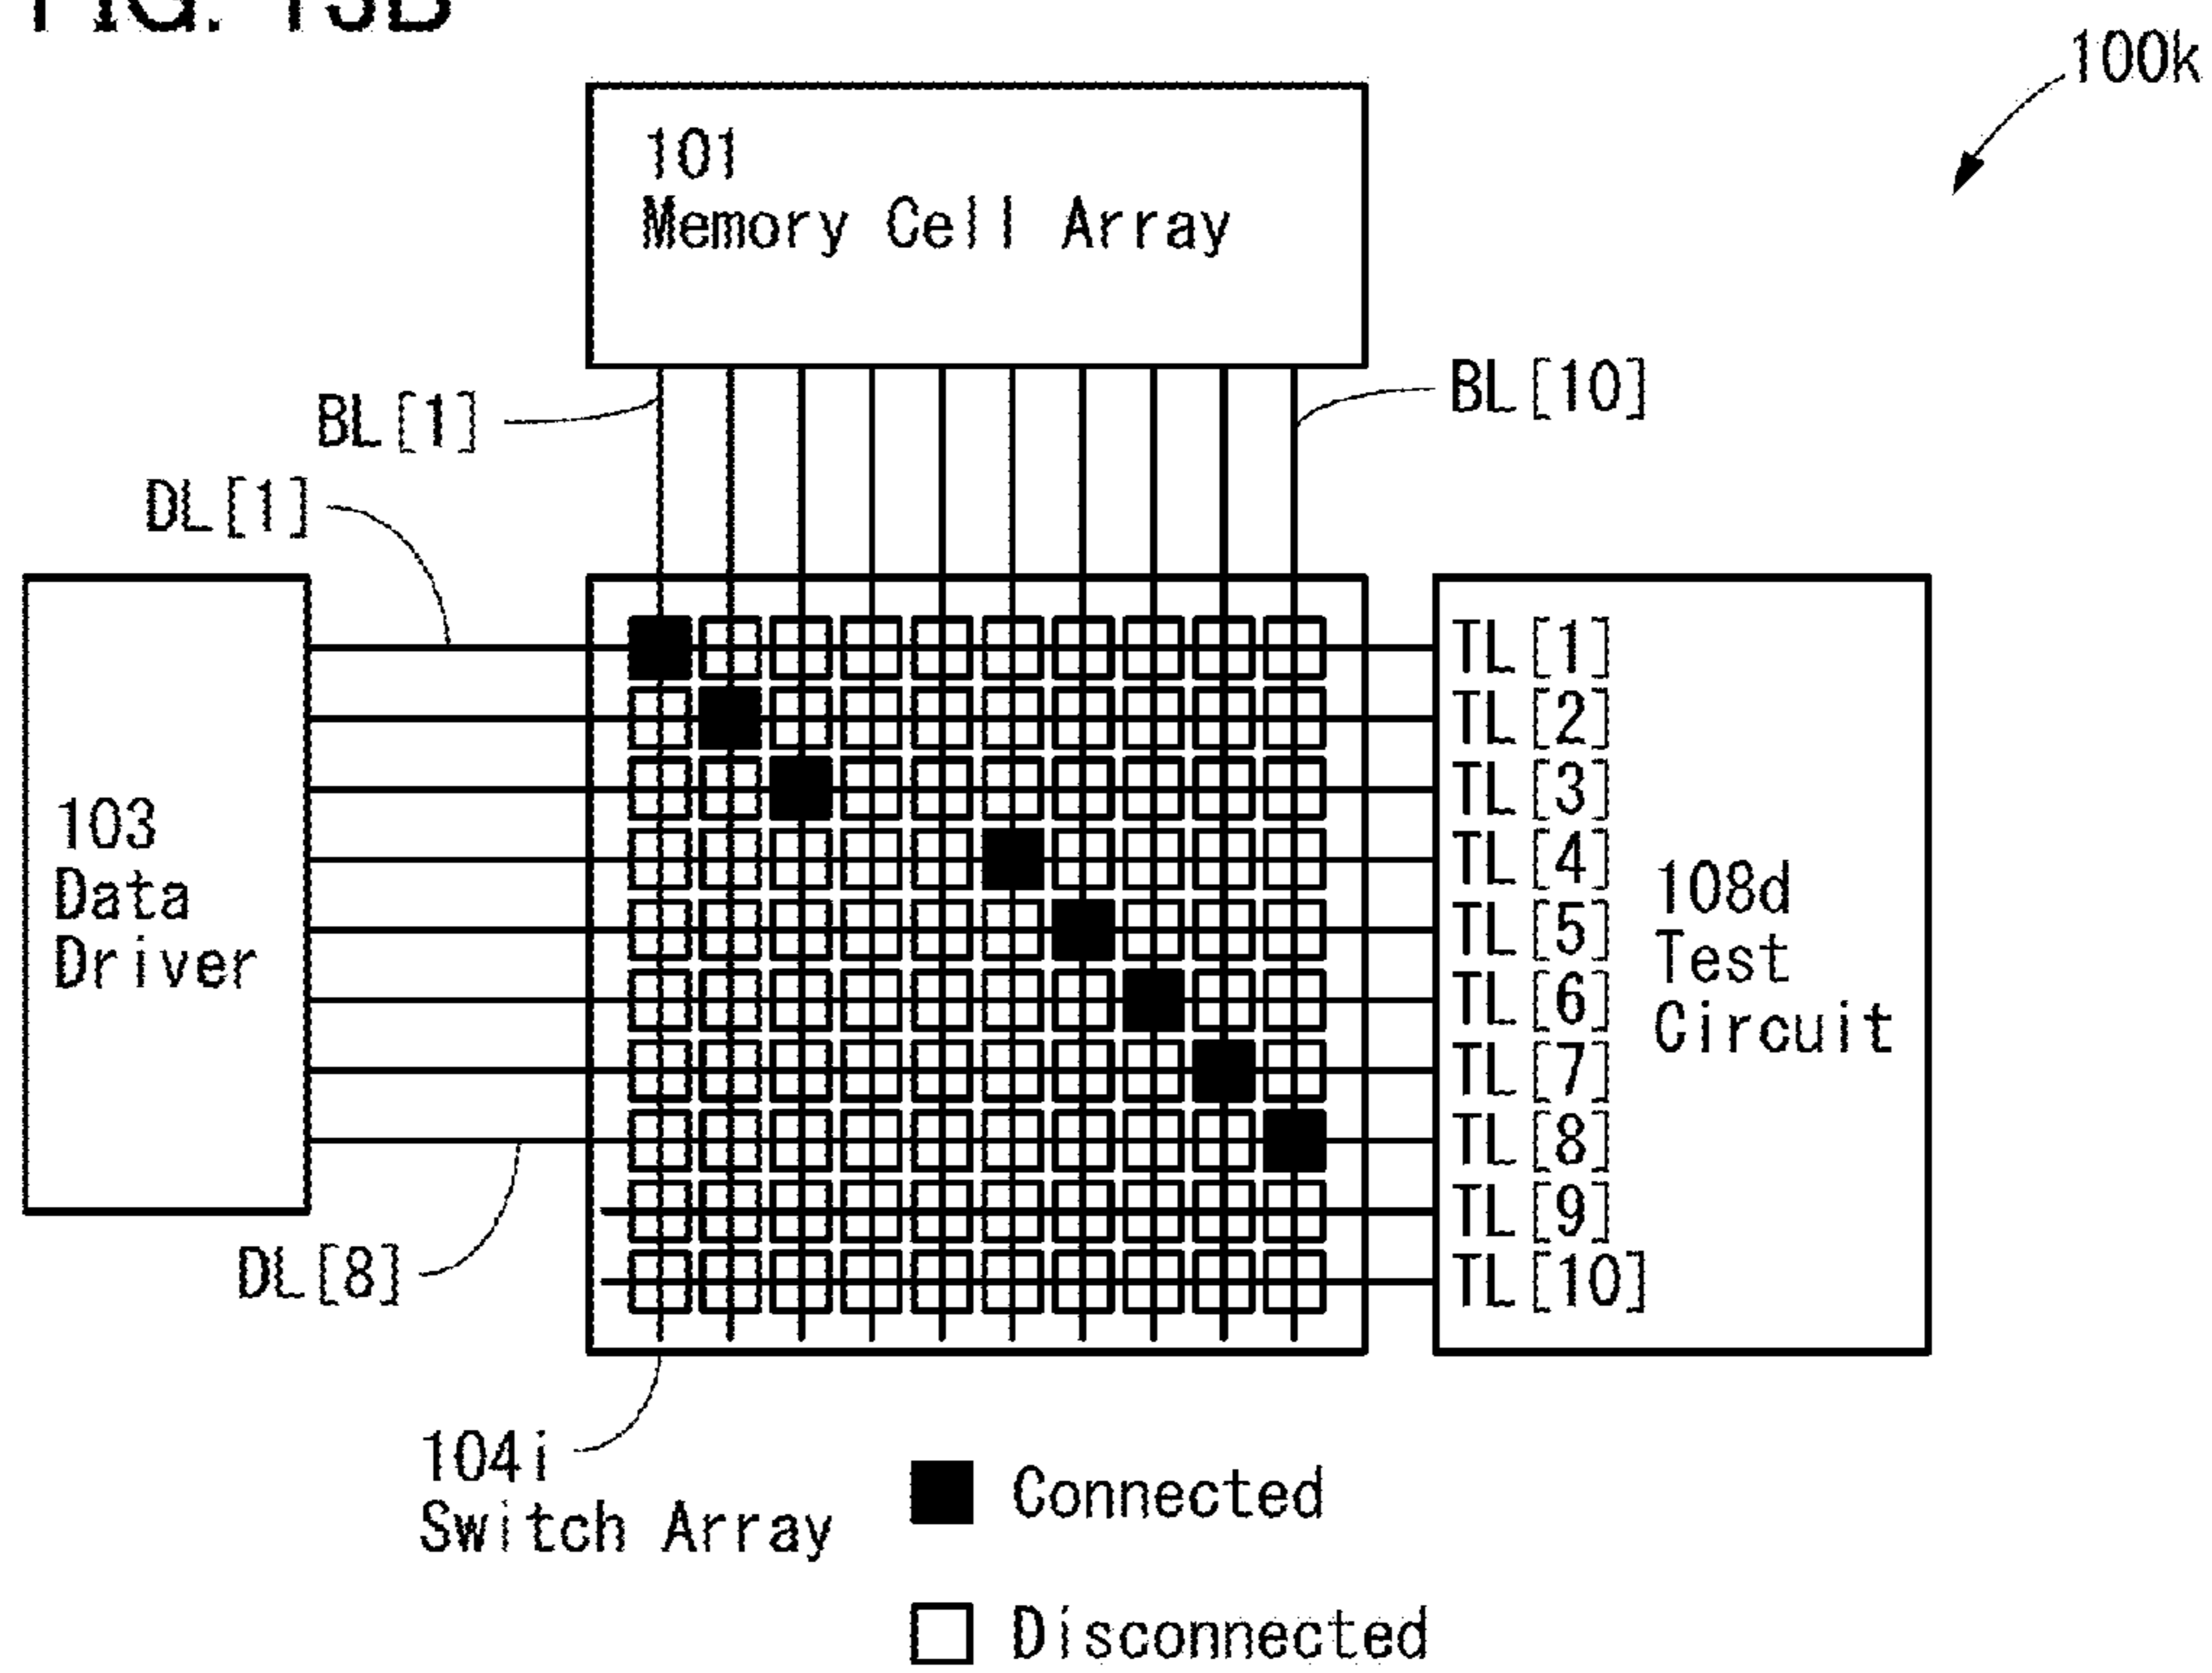 FIG. 13B
100k
101
Memory Cell Array
BL[1]
BL[10]
DL[1]
TL[1]
TL[2]
TL[3]
TL[4]
TL[5]
TL[6]
TL[7]
TL[8]
TL[9]
TL[10]
103
Data
Driver
108d
Test
Circuit
DL[8]
104i
Switch Array
Connected
Disconnected